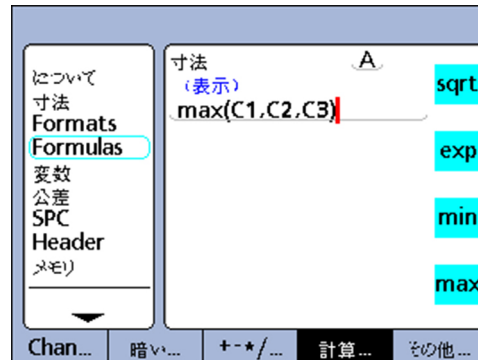 について
寸法
Formats
Formulas
変数
公差
SPC
Header
メモリ
寸法 A
(表示)
max(C1,C2,C3)
sqrt
exp
min
max
Chan... 暗い... +-*/... 計算... その他...